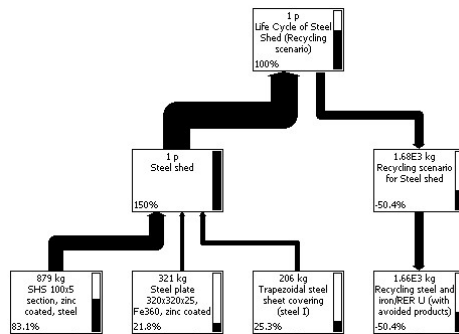 1 p
Life Cycle of Steel
Shed (Recycling
scenario)
100%
1 p
Steel shed
150%
1.68E3 kg
Recycling scenario
for Steel shed
-50.4%
879 kg
SHS 100x5
section, zinc
coated, steel
83.1%
321 kg
Steel plate
320x320x25,
Fe360, zinc coated
21.8%
206 kg
Trapezoidal steel
sheet covering
(steel I)
25.3%
1.66E3 kg
Recycling steel and
iron/RER U (with
avoided products)
-50.4%